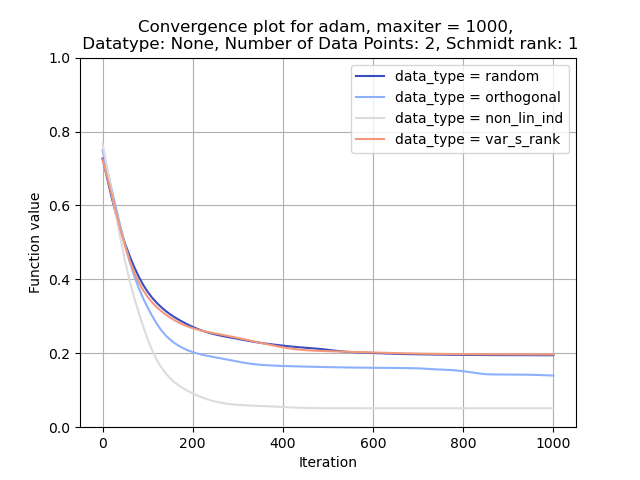 Convergence plot for adam, maxiter = 1000,
Datatype: None, Number of Data Points: 2, Schmidt rank: 1
data_type = random
data_type = orthogonal
data_type = non_lin_ind
data_type = var_s_rank
1.0
0.8
0.6
0.4
0.2
0.0
Function value
0 200 400 600 800 1000
Iteration